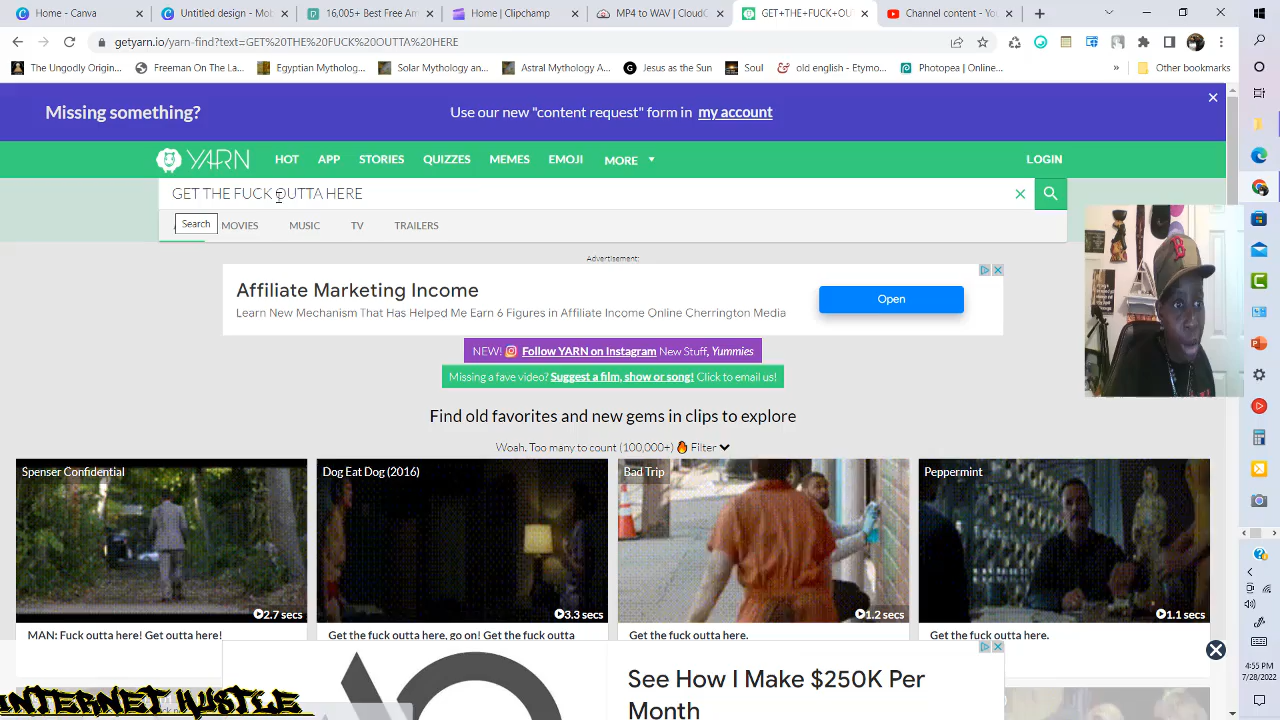 Home - Canva
Untitled design - M
16,005+ Best Free Am
Home | Clipchamp
MP4 to WAV | CloudC
GET+THE+FUCK+OU
Content - You
getyarn.io/yarn-find?text=GET%20THE%20FUCK%20OUTTA%20HERE
The Ungodly Origin...
Freeman On The La...
Egyptian Mytholog...
Solar Mythology an...
Astral Mythology A...
Jesus as the Sun
Soul
old english - Etymo...
Photopea | Online...
»
Other bookmarks
Missing something?
Use our new "content request" form in my account
YARN
HOT
APP
STORIES
QUIZZES
MEMES
EMOJI
MORE
LOGIN
GET THE FUCK OUTTA HERE
Search
MOVIES
MUSIC
TV
TRAILERS
Advertisement:
Affiliate Marketing Income
Learn New Mechanism That Has Helped Me Earn 6 Figures in Affiliate Income Online Cherrington Media
Open
NEW! Follow YARN on Instagram New Stuff, Yummies
Missing a fave video? Suggest a film, show or song! Click to email us!
Find old favorites and new gems in clips to explore
Woah. Too many to count (100,000+) 🔥 Filter
Spenser Confidential
Dog Eat Dog (2016)
Bad Trip
Peppermint
2.7 secs
3.3 secs
1.2 secs
1.1 secs
MAN: Fuck outta here! Get outta here!
Get the fuck outta here, go on! Get the fuck outta
Get the fuck outta here.
Get the fuck outta here.
See How I Make $250K Per
Month
INTERNET HUSTLE
4:55 PM